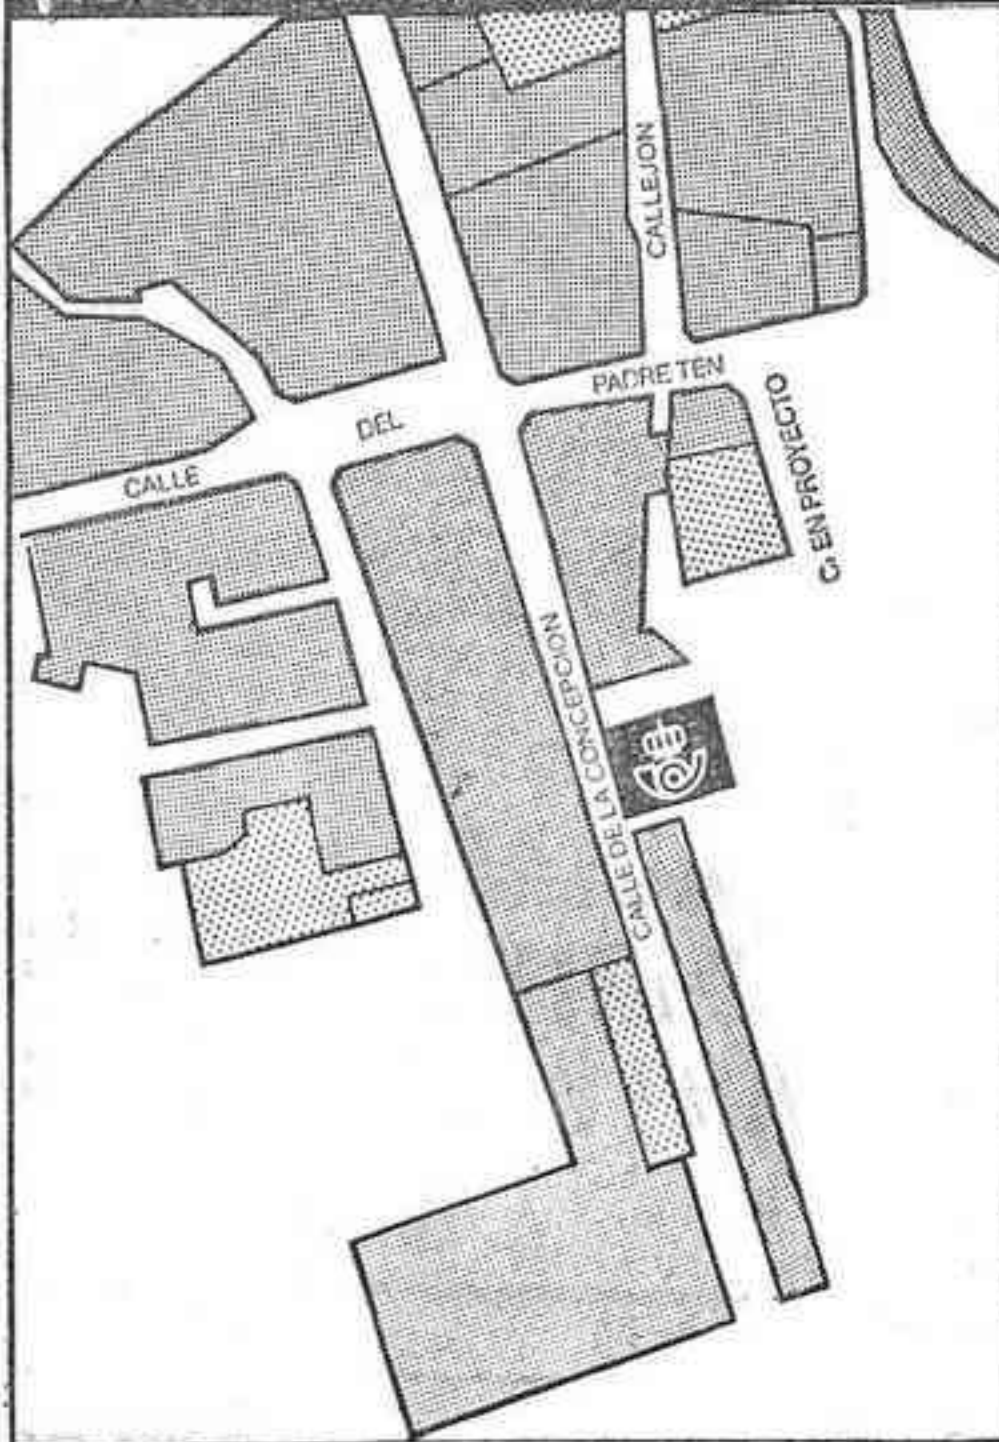 CALLEJON
CALLE DEL PADRE TEN
C. EN PROYECTO
CALLE DE LA CONCEPCION